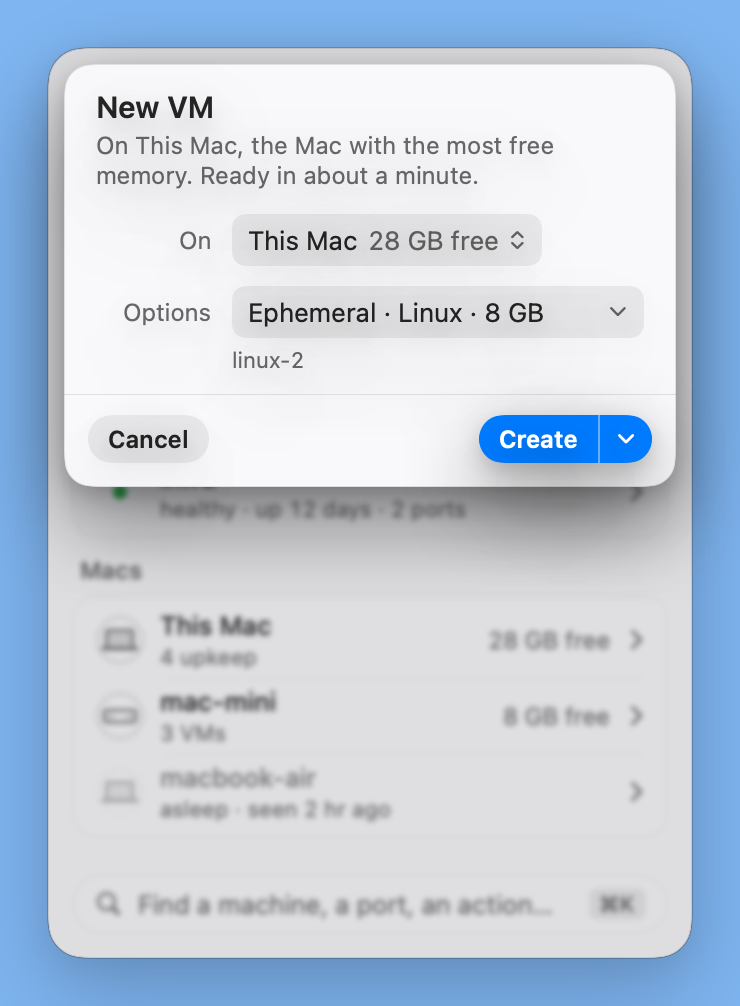 New VM
On This Mac, the Mac with the most free
memory. Ready in about a minute.
On
This Mac 28 GB free
Options
Ephemeral · Linux · 8 GB
linux-2
Cancel
Create
healthy · up 12 days · 2 ports
Macs
This Mac
28 GB free
4 upkeep
mac-mini
8 GB free
3 VMs
macbook-air
asleep · seen 2 hr ago
Find a machine, a port, an action...
⌘K